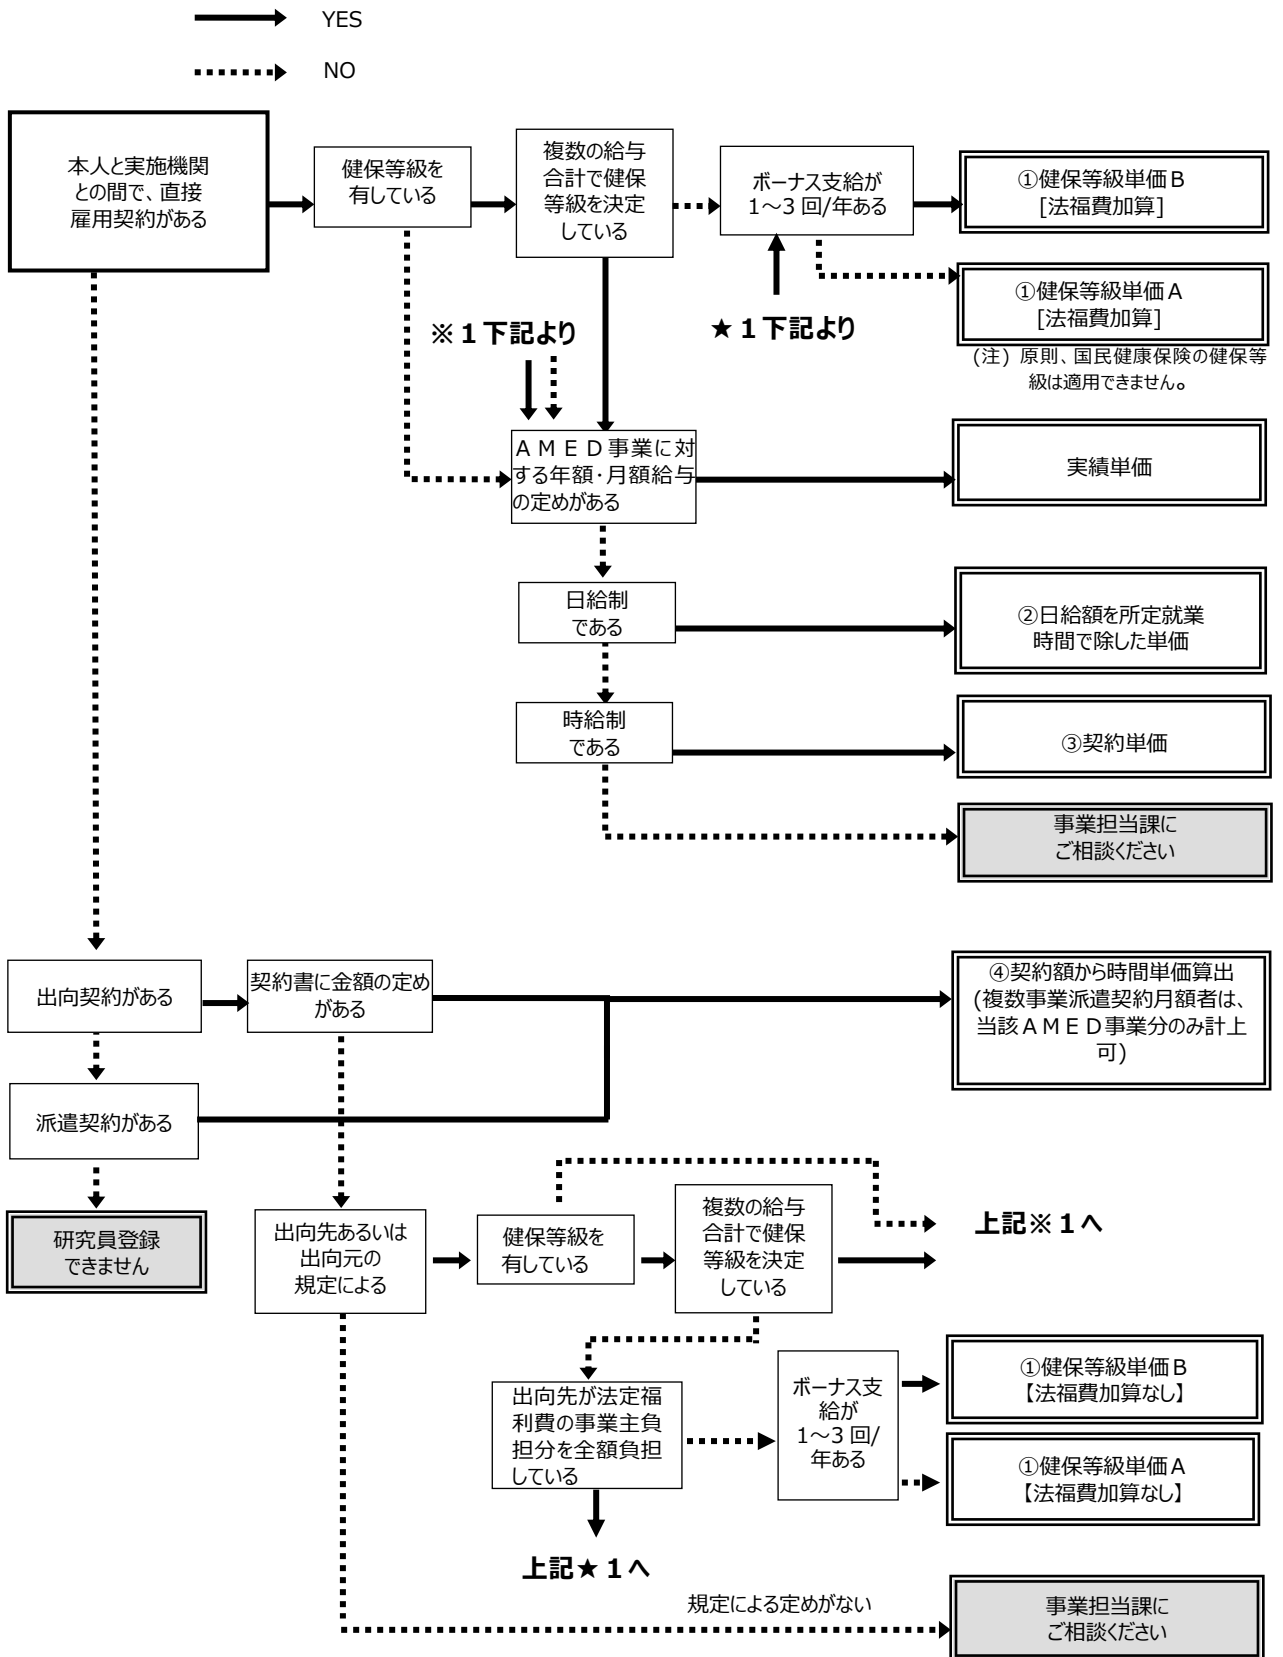 YES
NO
本人と実施機関
との間で、直接
雇用契約がある
健保等級を
有している
複数の給与
合計で健保
等級を決定
している
ボーナス支給が
1～3 回/年ある
①健保等級単価Ｂ
[法福費加算]
①健保等級単価Ａ
[法福費加算]
(注) 原則、国民健康保険の健保等
級は適用できません。
※１下記より
★１下記より
ＡＭＥＤ事業に対
する年額・月額給与
の定めがある
実績単価
日給制
である
②日給額を所定就業
時間で除した単価
時給制
である
③契約単価
事業担当課に
ご相談ください
出向契約がある
契約書に金額の定め
がある
④契約額から時間単価算出
(複数事業派遣契約月額者は、
当該ＡＭＥＤ事業分のみ計上
可)
派遣契約がある
研究員登録
できません
出向先あるいは
出向元の
規定による
健保等級を
有している
複数の給与
合計で健保
等級を決定
している
上記※１へ
出向先が法定福
利費の事業主負
担分を全額負担
している
ボーナス支
給が
1～3 回/
年ある
①健保等級単価Ｂ
【法福費加算なし】
①健保等級単価Ａ
【法福費加算なし】
上記★１へ
規定による定めがない
事業担当課に
ご相談ください